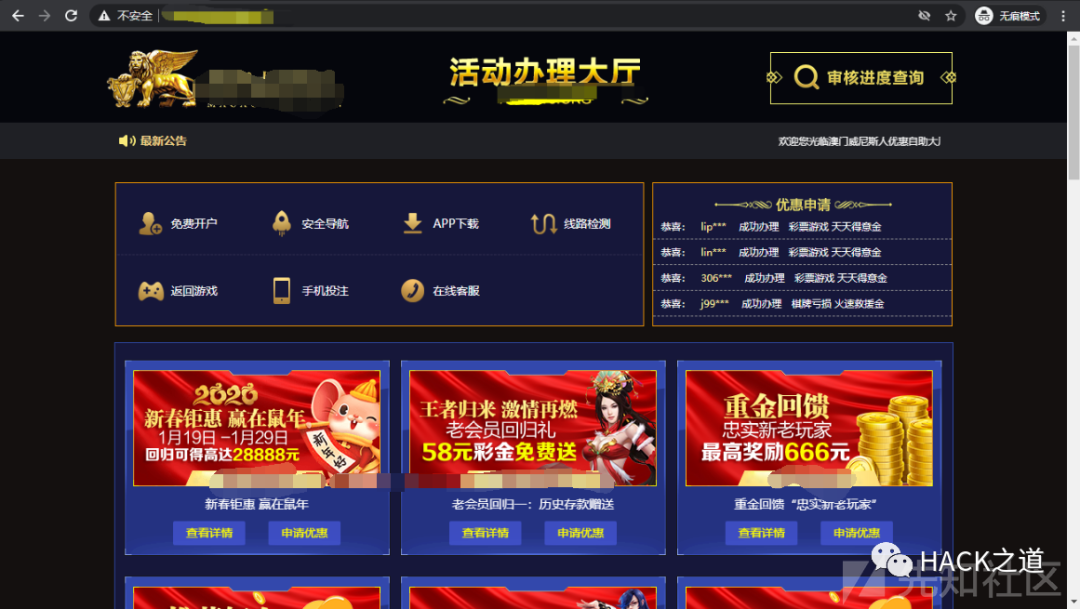 不安全
无痕模式
活动办理大厅
审核进度查询
最新公告
欢迎您光临澳门威尼斯人优惠自助大
免费开户
安全导航
APP下载
线路检测
返回游戏
手机投注
在线客服
优惠申请
恭喜: lip*** 成功办理 彩票游戏 天天得意金
恭喜: lin*** 成功办理 彩票游戏 天天得意金
恭喜: 306*** 成功办理 彩票游戏 天天得意金
恭喜: j99*** 成功办理 棋牌亏损 火速救援金
2020
新春钜惠 赢在鼠年
1月19日 –1月29日
回归可得高达28888元
新年好
新春钜惠 赢在鼠年
查看详情
申请优惠
王者归来 激情再燃
老会员回归礼
58元彩金免费送
老会员回归一：历史存款赠送
查看详情
申请优惠
重金回馈
忠实新老玩家
最高奖励666元
重金回馈“忠实新老玩家”
查看详情
申请优惠
HACK之道
先知社区